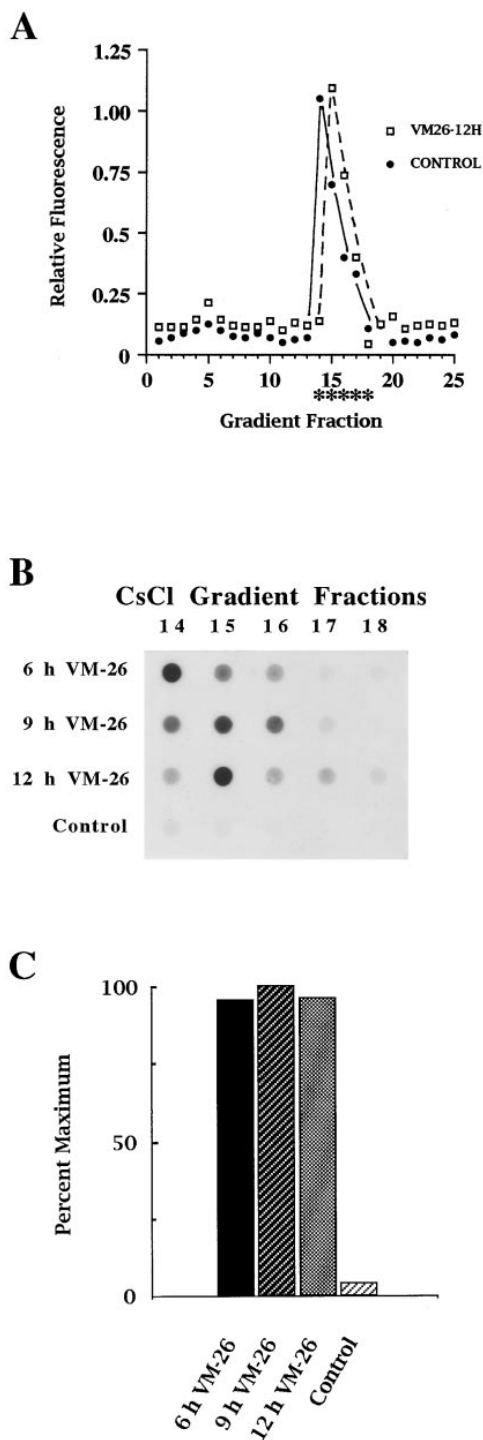 A
1.25
1.00
0.75
0.5
0.25
0
Relative Fluorescence
VM26-12H
CONTROL
0 5 10 15 20 25
*****
Gradient Fraction
B
CsCl Gradient Fractions
14 15 16 17 18
6 h VM-26
9 h VM-26
12 h VM-26
Control
C
100
50
0
Percent Maximum
6 h VM-26
9 h VM-26
12 h VM-26
Control